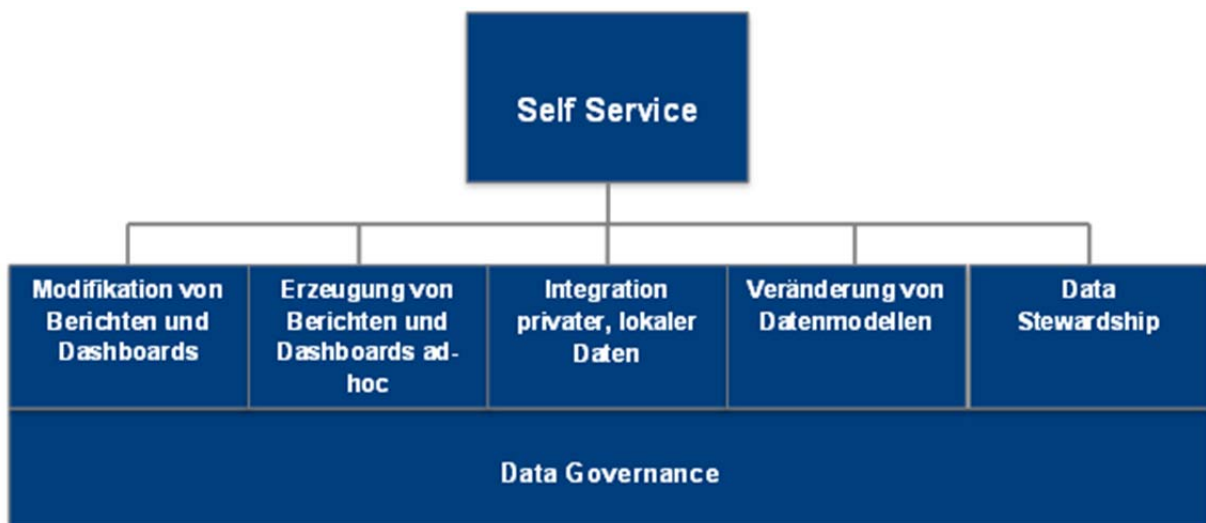 Self Service
Modifikation von
Berichten und
Dashboards
Erzeugung von
Berichten und
Dashboards ad-
hoc
Integration
privater, lokaler
Daten
Veränderung von
Datenmodellen
Data
Stewardship
Data Governance